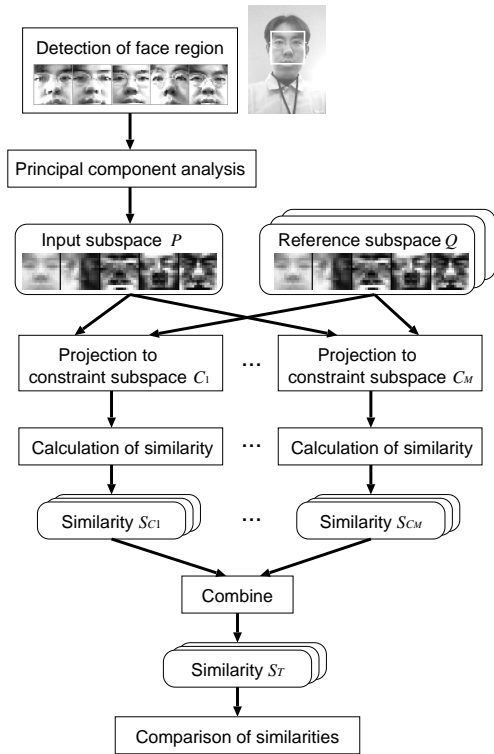 Detection of face region
Principal component analysis
Input subspace P
Reference subspace Q
Projection to
constraint subspace C1
...
Projection to
constraint subspace CM
Calculation of similarity
...
Calculation of similarity
Similarity SC1
...
Similarity SCM
Combine
Similarity ST
Comparison of similarities